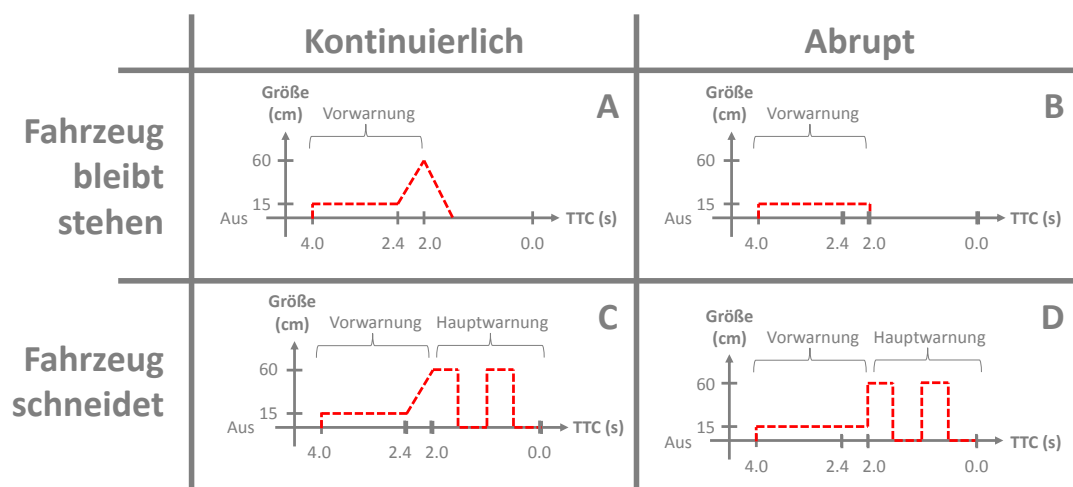 Kontinuierlich
Abrupt
Fahrzeug
bleibt
stehen
Größe
(cm)
Vorwarnung
A
60
15
Aus
TTC (s)
4.0
2.4
2.0
0.0
Größe
(cm)
Vorwarnung
B
60
15
Aus
TTC (s)
4.0
2.4
2.0
0.0
Fahrzeug
schneidet
Größe
(cm)
Vorwarnung
Hauptwarnung
C
60
15
Aus
TTC (s)
4.0
2.4
2.0
0.0
Größe
(cm)
Vorwarnung
Hauptwarnung
D
60
15
Aus
TTC (s)
4.0
2.4
2.0
0.0